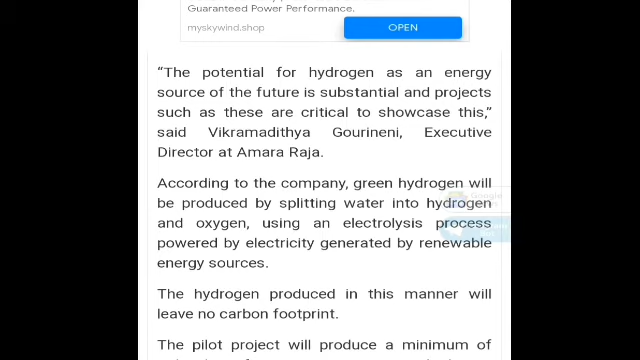 Guaranteed Power Performance.
myskywind.shop
OPEN
“The potential for hydrogen as an energy
source of the future is substantial and projects
such as these are critical to showcase this,”
said Vikramadithya Gourineni, Executive
Director at Amara Raja.
According to the company, green hydrogen will
be produced by splitting water into hydrogen
and oxygen, using an electrolysis process
powered by electricity generated by renewable
energy sources.
The hydrogen produced in this manner will
leave no carbon footprint.
The pilot project will produce a minimum of